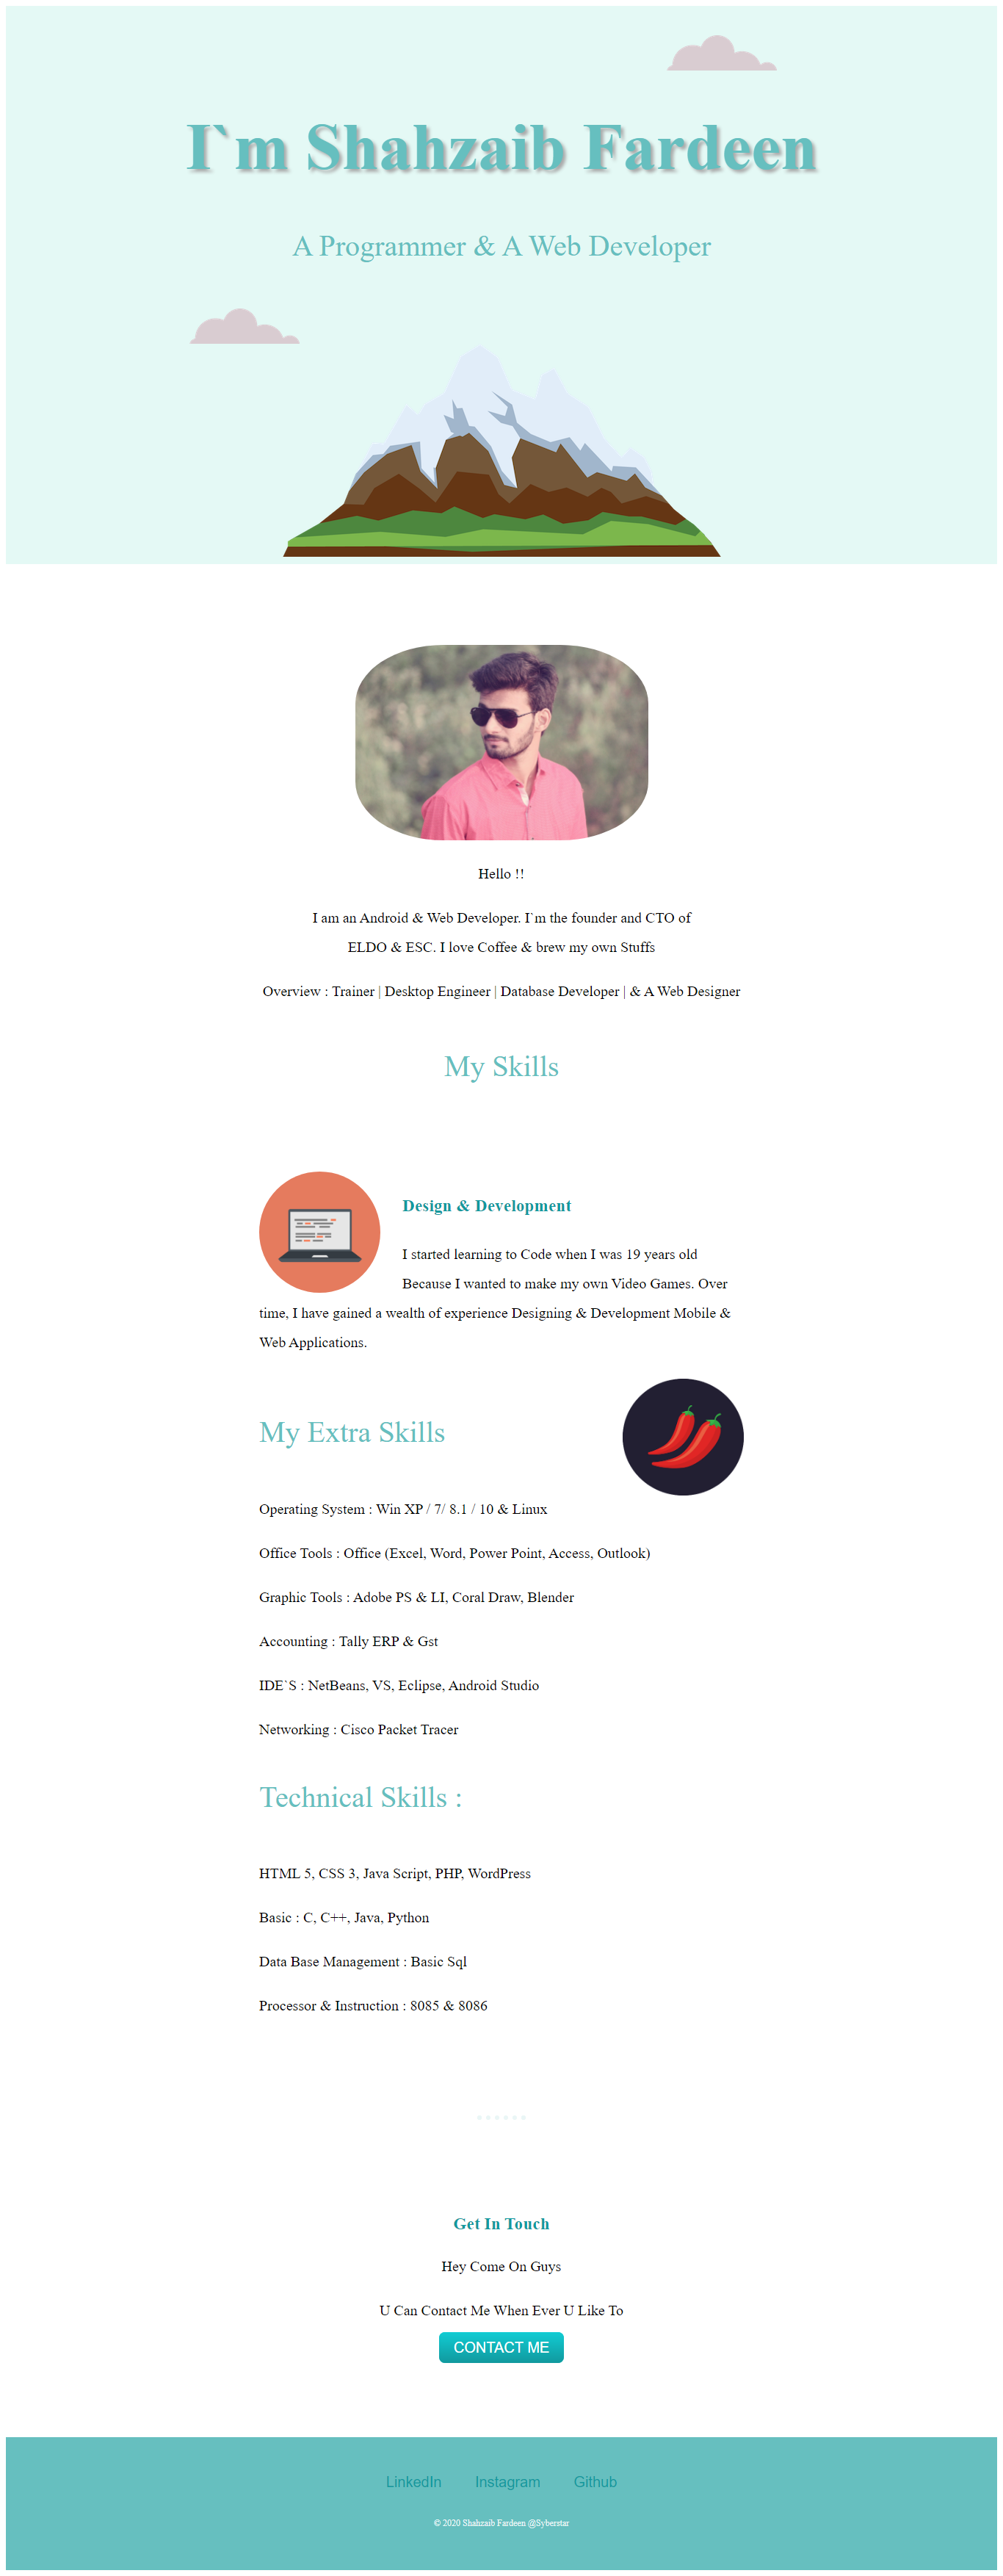 I`m Shahzaib Fardeen
A Programmer & A Web Developer
Hello !!
I am an Android & Web Developer. I`m the founder and CTO of
ELDO & ESC. I love Coffee & brew my own Stuffs
Overview : Trainer | Desktop Engineer | Database Developer | & A Web Designer
My Skills
Design & Development
I started learning to Code when I was 19 years old
Because I wanted to make my own Video Games. Over
time, I have gained a wealth of experience Designing & Development Mobile &
Web Applications.
My Extra Skills
Operating System : Win XP / 7/ 8.1 / 10 & Linux
Office Tools : Office (Excel, Word, Power Point, Access, Outlook)
Graphic Tools : Adobe PS & LI, Coral Draw, Blender
Accounting : Tally ERP & Gst
IDE`S : NetBeans, VS, Eclipse, Android Studio
Networking : Cisco Packet Tracer
Technical Skills :
HTML 5, CSS 3, Java Script, PHP, WordPress
Basic : C, C++, Java, Python
Data Base Management : Basic Sql
Processor & Instruction : 8085 & 8086
Get In Touch
Hey Come On Guys
U Can Contact Me When Ever U Like To
CONTACT ME
LinkedIn Instagram Github
© 2020 Shahzaib Fardeen @Syberstar